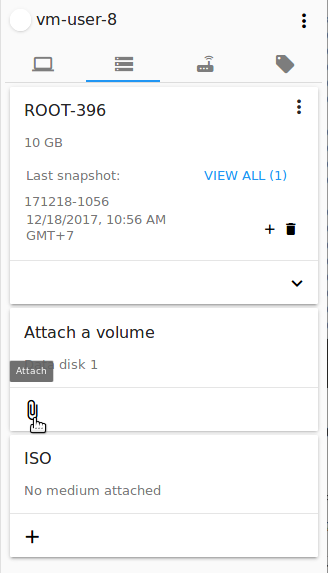 vm-user-8
ROOT-396
10 GB
Last snapshot:
VIEW ALL (1)
171218-1056
12/18/2017, 10:56 AM
GMT+7
Attach a volume
disk 1
Attach
ISO
No medium attached